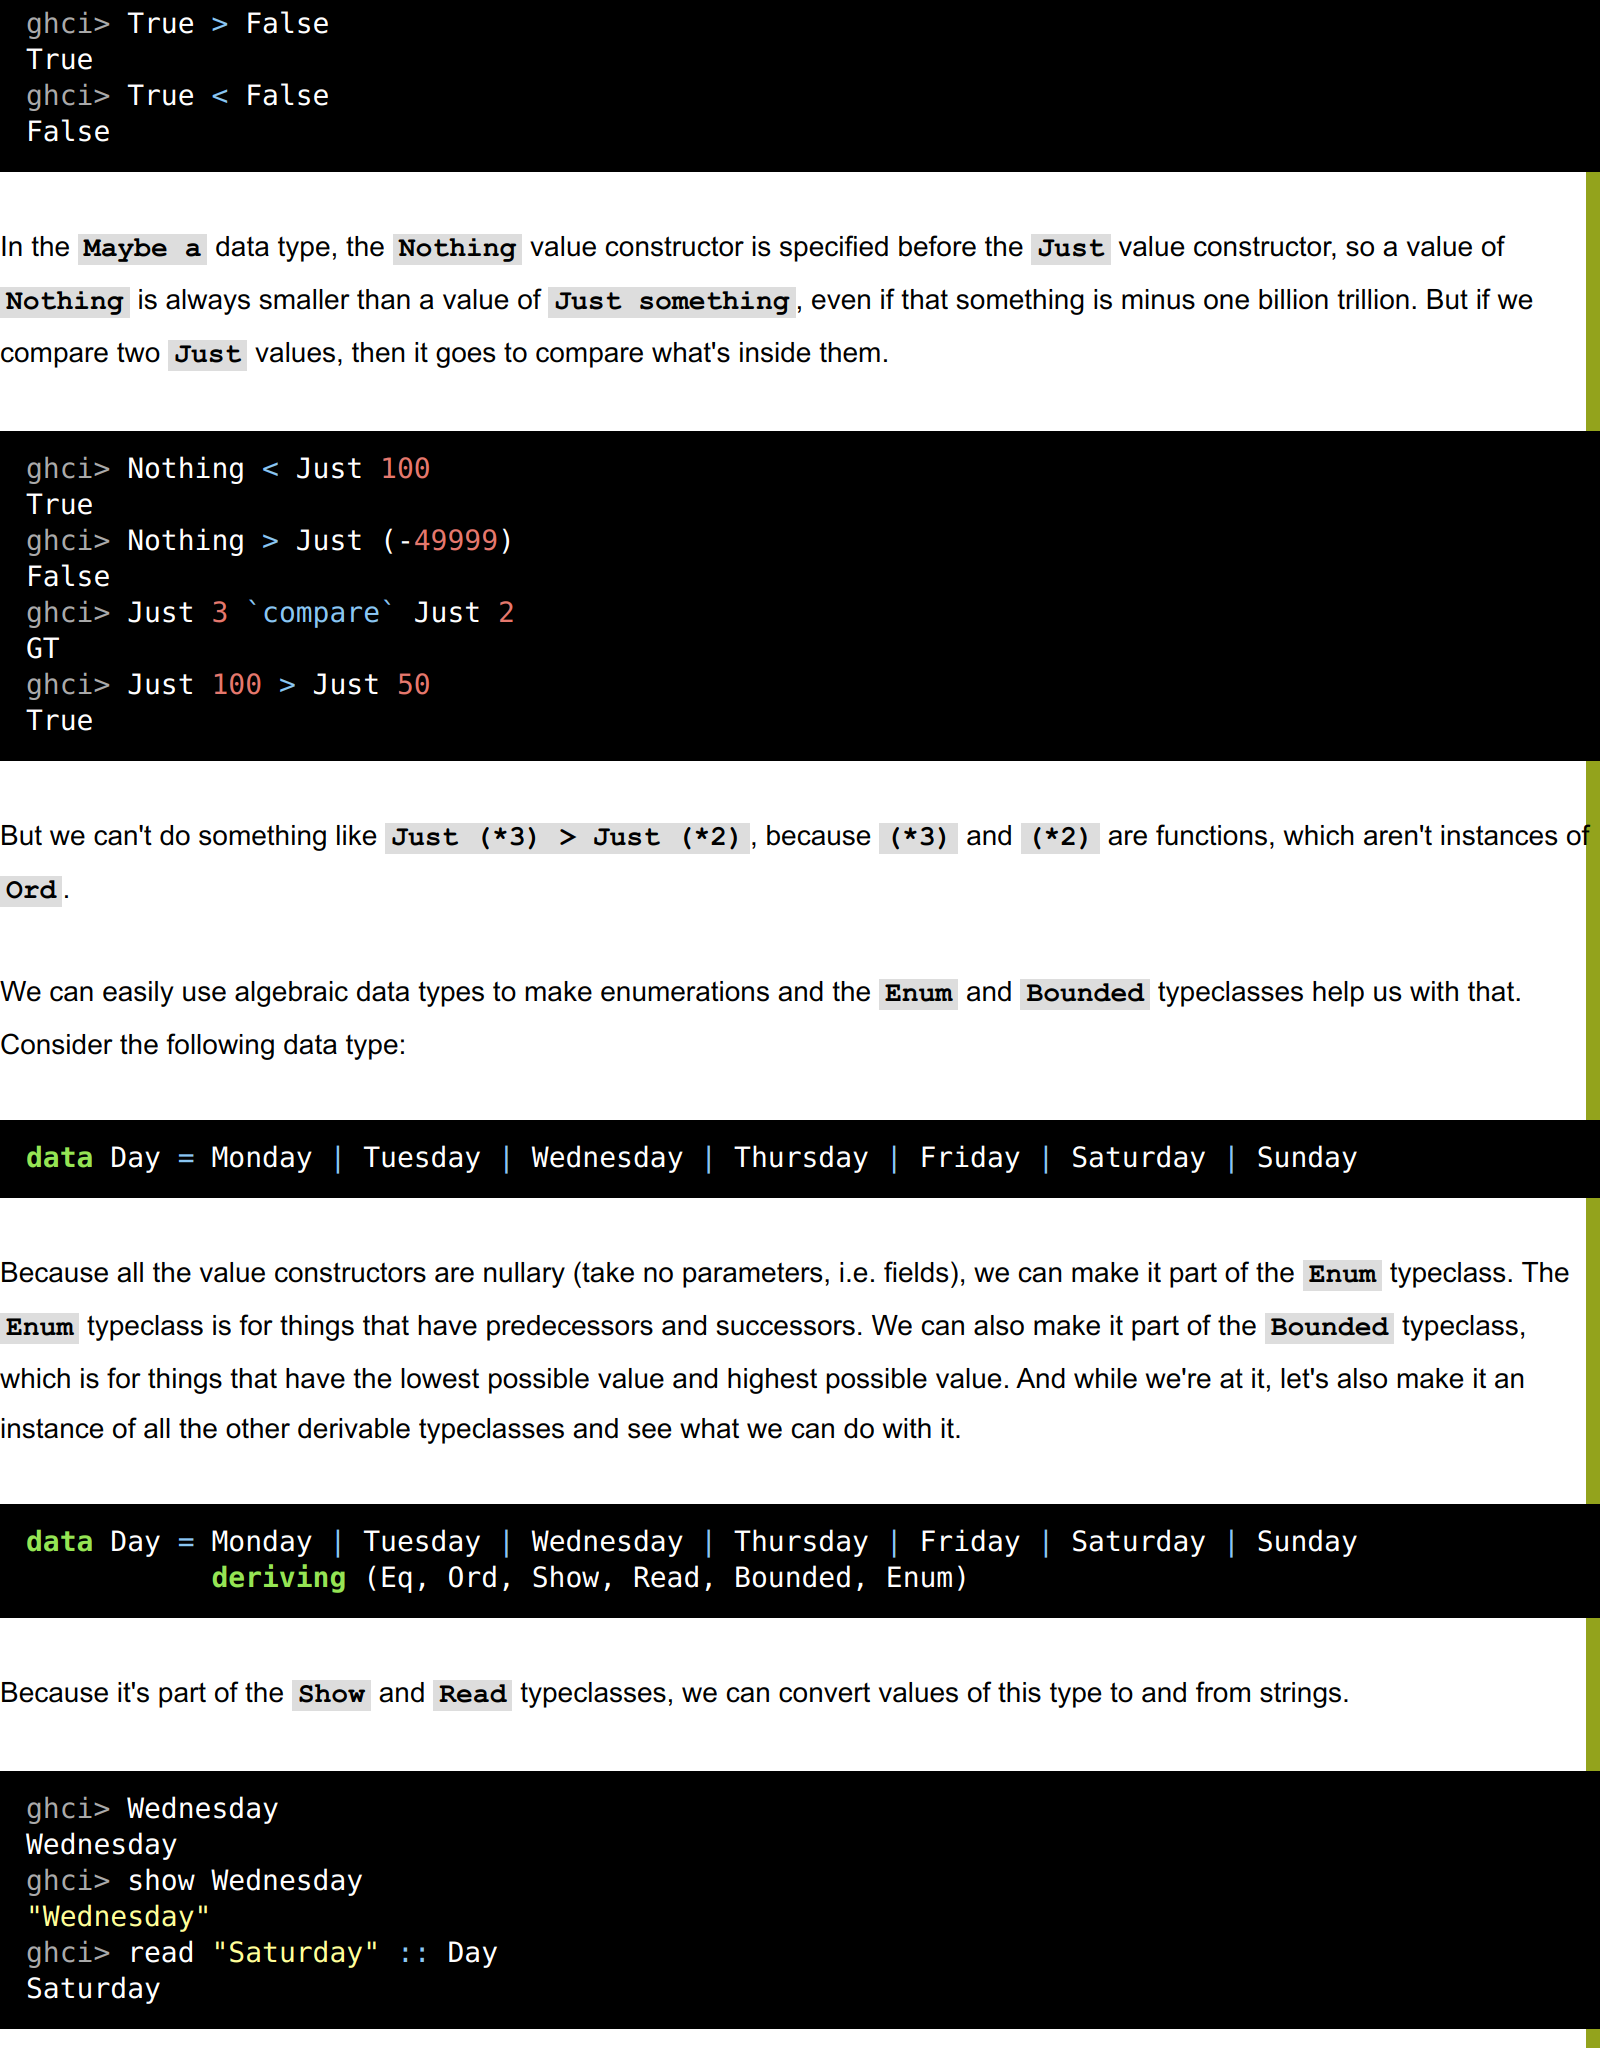 ghci> True > False
True
ghci> True < False
False
In the Maybe a data type, the Nothing value constructor is specified before the Just value constructor, so a value of
Nothing is always smaller than a value of Just something, even if that something is minus one billion trillion. But if we
compare two Just values, then it goes to compare what's inside them.
ghci> Nothing < Just 100
True
ghci> Nothing > Just (-49999)
False
ghci> Just 3 `compare` Just 2
GT
ghci> Just 100 > Just 50
True
But we can't do something like Just (*3) > Just (*2), because (*3) and (*2) are functions, which aren't instances of
Ord.
We can easily use algebraic data types to make enumerations and the Enum and Bounded typeclasses help us with that.
Consider the following data type:
data Day = Monday | Tuesday | Wednesday | Thursday | Friday | Saturday | Sunday
Because all the value constructors are nullary (take no parameters, i.e. fields), we can make it part of the Enum typeclass. The
Enum typeclass is for things that have predecessors and successors. We can also make it part of the Bounded typeclass,
which is for things that have the lowest possible value and highest possible value. And while we're at it, let's also make it an
instance of all the other derivable typeclasses and see what we can do with it.
data Day = Monday | Tuesday | Wednesday | Thursday | Friday | Saturday | Sunday
deriving (Eq, Ord, Show, Read, Bounded, Enum)
Because it's part of the Show and Read typeclasses, we can convert values of this type to and from strings.
ghci> Wednesday
Wednesday
ghci> show Wednesday
"Wednesday"
ghci> read "Saturday" :: Day
Saturday